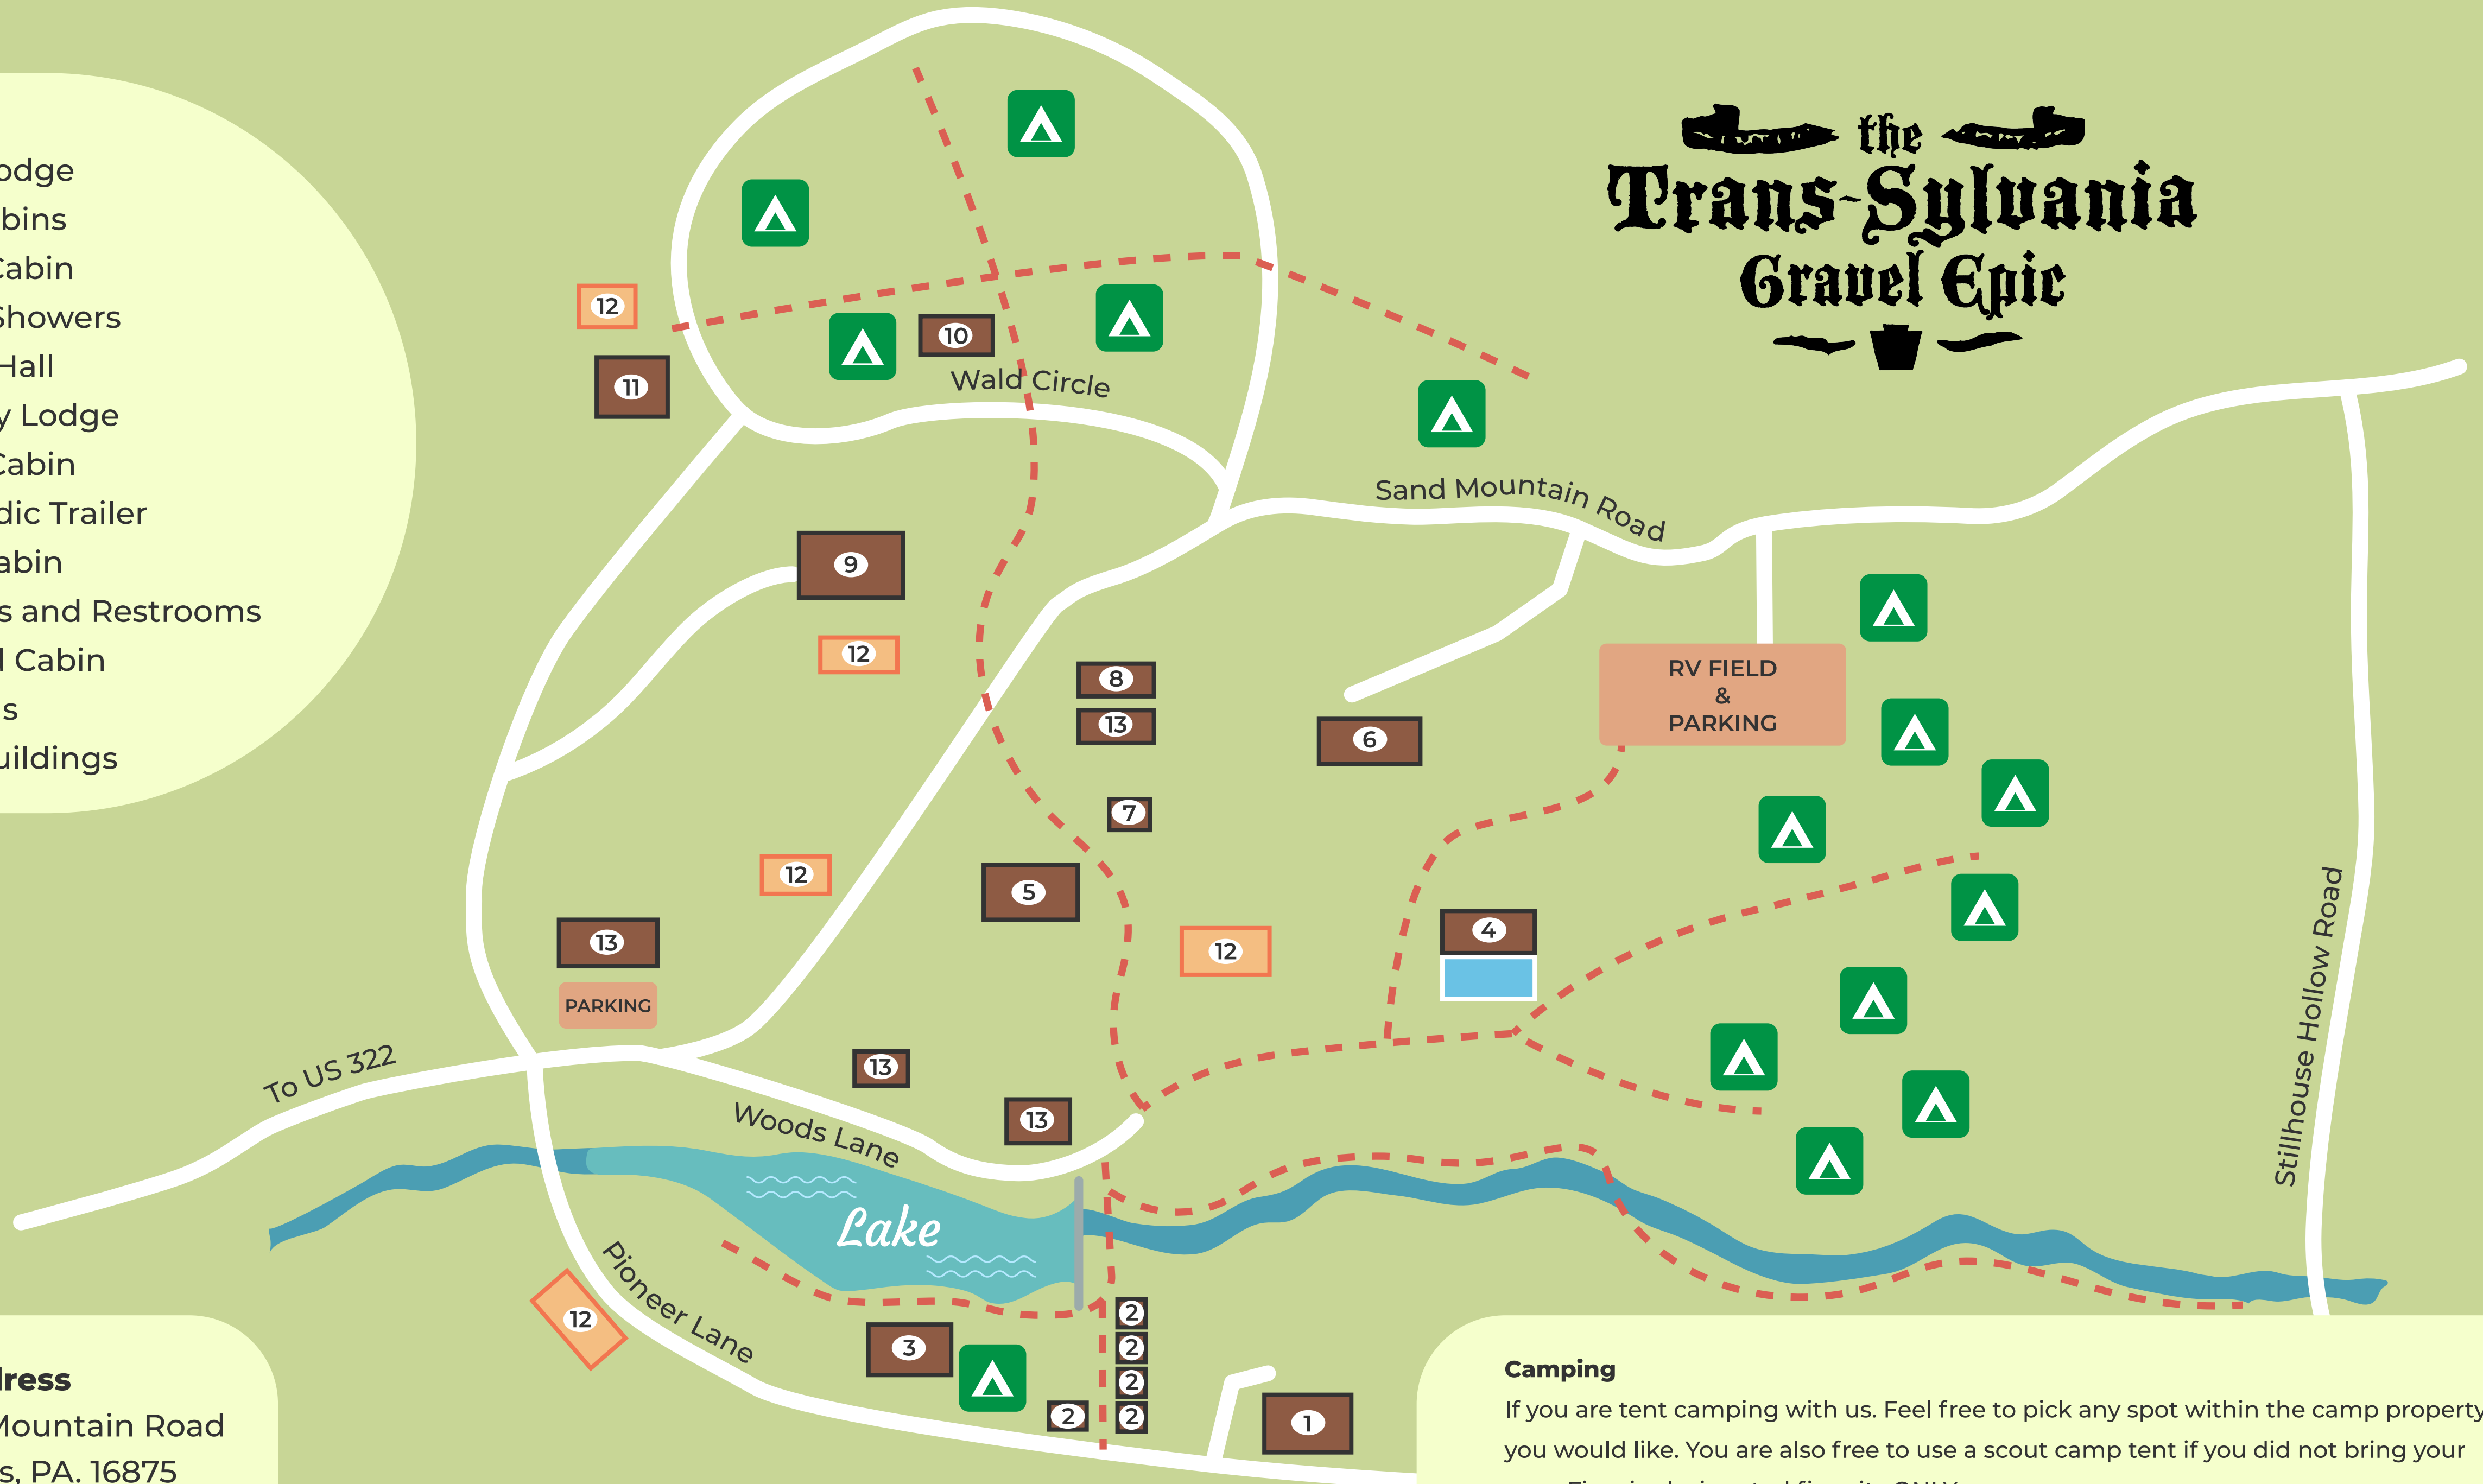 the
Trans-Sylvania
Gravel Epic
odge
bins
Cabin
Showers
Hall
y Lodge
Cabin
dic Trailer
abin
s and Restrooms
l Cabin
s
uildings
12
11
10
Wald Circle
Sand Mountain Road
9
12
8
13
7
6
RV FIELD
&
PARKING
12
5
12
4
13
PARKING
13
13
To US 322
Woods Lane
Stillhouse Hollow Road
Lake
Pioneer Lane
12
3
2
2
2
2
2
1
dress
Mountain Road
s, PA. 16875
Camping
If you are tent camping with us. Feel free to pick any spot within the camp property
you would like. You are also free to use a scout camp tent if you did not bring your